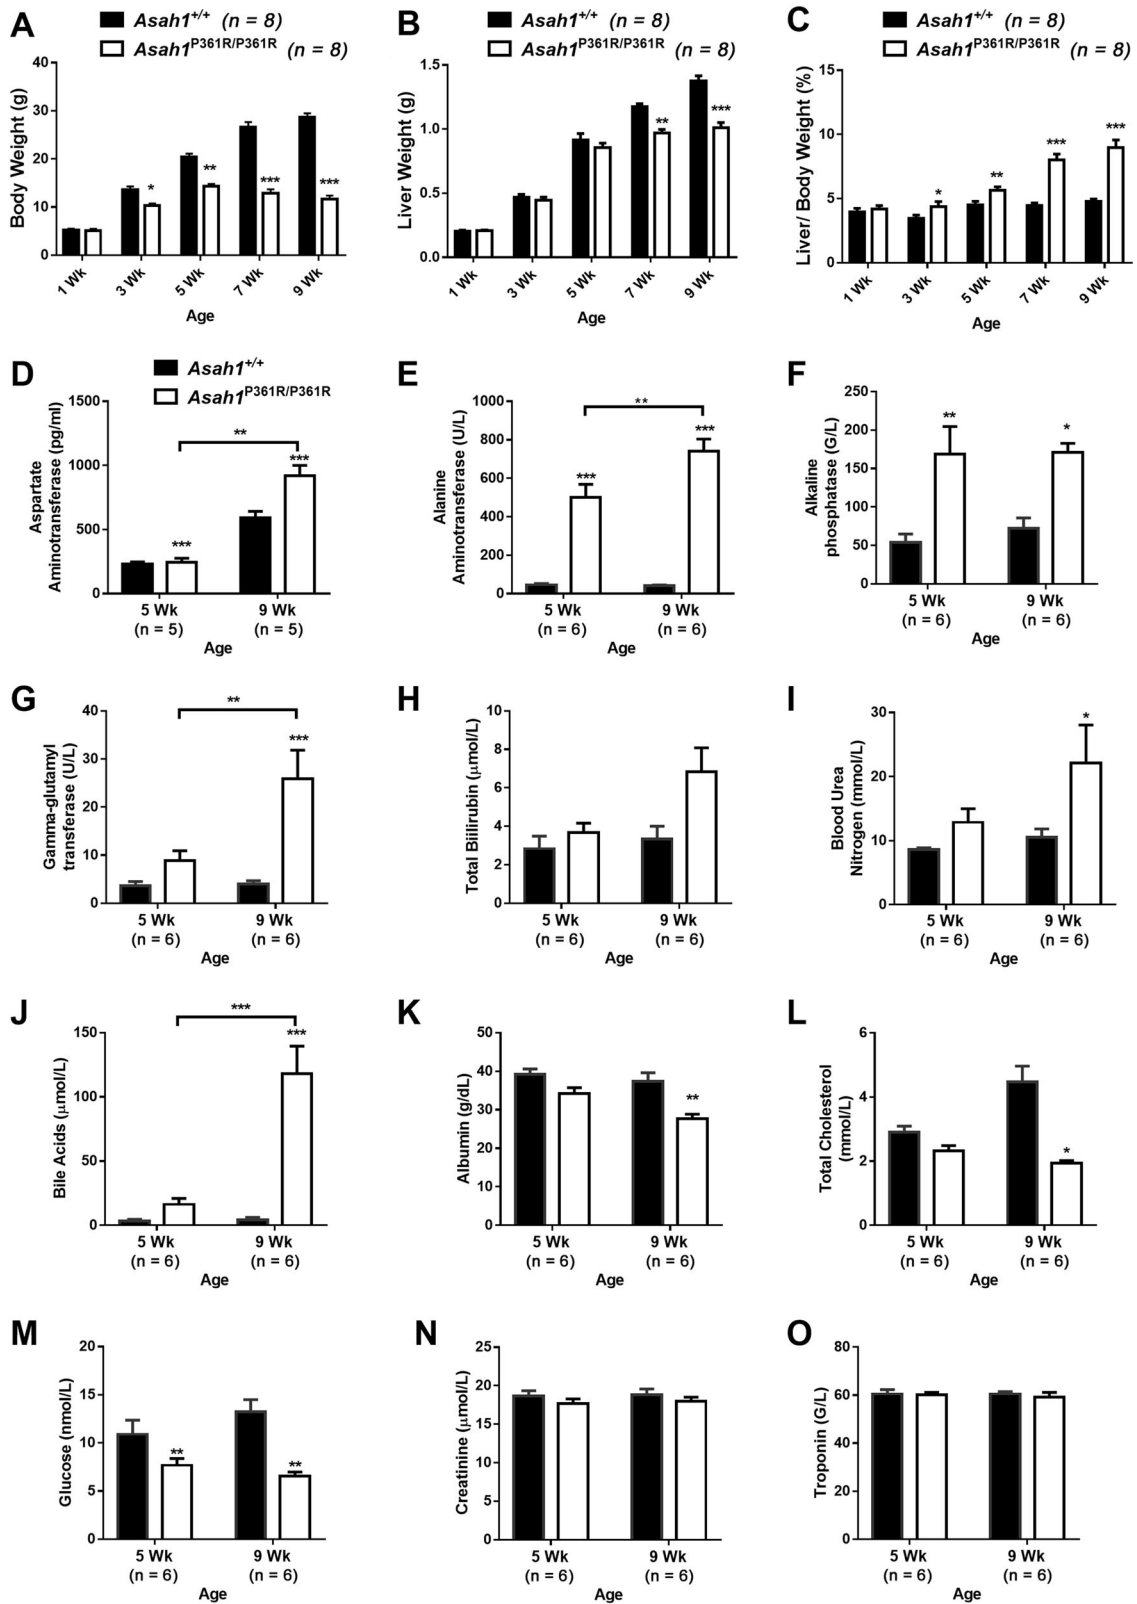 A
Asah1+/+ (n = 8)
Asah1P361R/P361R (n = 8)
Body Weight (g)
40
30
20
10
0
*
**
***
***
1 Wk
3 Wk
5 Wk
7 Wk
9 Wk
Age
B
Asah1+/+ (n = 8)
Asah1P361R/P361R (n = 8)
Liver Weight (g)
1.5
1.0
0.5
0.0
**
***
1 Wk
3 Wk
5 Wk
7 Wk
9 Wk
Age
C
Asah1+/+ (n = 8)
Asah1P361R/P361R (n = 8)
Liver/ Body Weight (%)
15
10
5
0
*
**
***
***
1 Wk
3 Wk
5 Wk
7 Wk
9 Wk
Age
D
Asah1+/+
Asah1P361R/P361R
Aspartate
Aminotransferase (pg/ml)
1500
1000
500
0
**
***
***
5 Wk
9 Wk
(n = 5)
(n = 5)
Age
E
Alanine
Aminotransferase (U/L)
1000
800
600
400
200
0
**
***
***
5 Wk
9 Wk
(n = 6)
(n = 6)
Age
F
Alkaline
phosphatase (G/L)
250
200
150
100
50
0
**
*
5 Wk
9 Wk
(n = 6)
(n = 6)
Age
G
Gamma-glutamyl
transferase (U/L)
40
30
20
10
0
**
***
5 Wk
9 Wk
(n = 6)
(n = 6)
Age
H
Total Biilirubin (μmol/L)
10
8
6
4
2
0
5 Wk
9 Wk
(n = 6)
(n = 6)
Age
I
Blood Urea
Nitrogen (mmol/L)
30
20
10
0
*
5 Wk
9 Wk
(n = 6)
(n = 6)
Age
J
Bile Acids (μmol/L)
150
100
50
0
***
***
5 Wk
9 Wk
(n = 6)
(n = 6)
Age
K
Albumin (g/dL)
50
40
30
20
10
0
**
5 Wk
9 Wk
(n = 6)
(n = 6)
Age
L
Total Cholesterol
(mmol/L)
6
4
2
0
*
5 Wk
9 Wk
(n = 6)
(n = 6)
Age
M
Glucose (nmol/L)
20
15
10
5
0
**
**
5 Wk
9 Wk
(n = 6)
(n = 6)
Age
N
Creatinine (μmol/L)
25
20
15
10
5
0
5 Wk
9 Wk
(n = 6)
(n = 6)
Age
O
Troponin (G/L)
80
60
40
20
0
5 Wk
9 Wk
(n = 6)
(n = 6)
Age